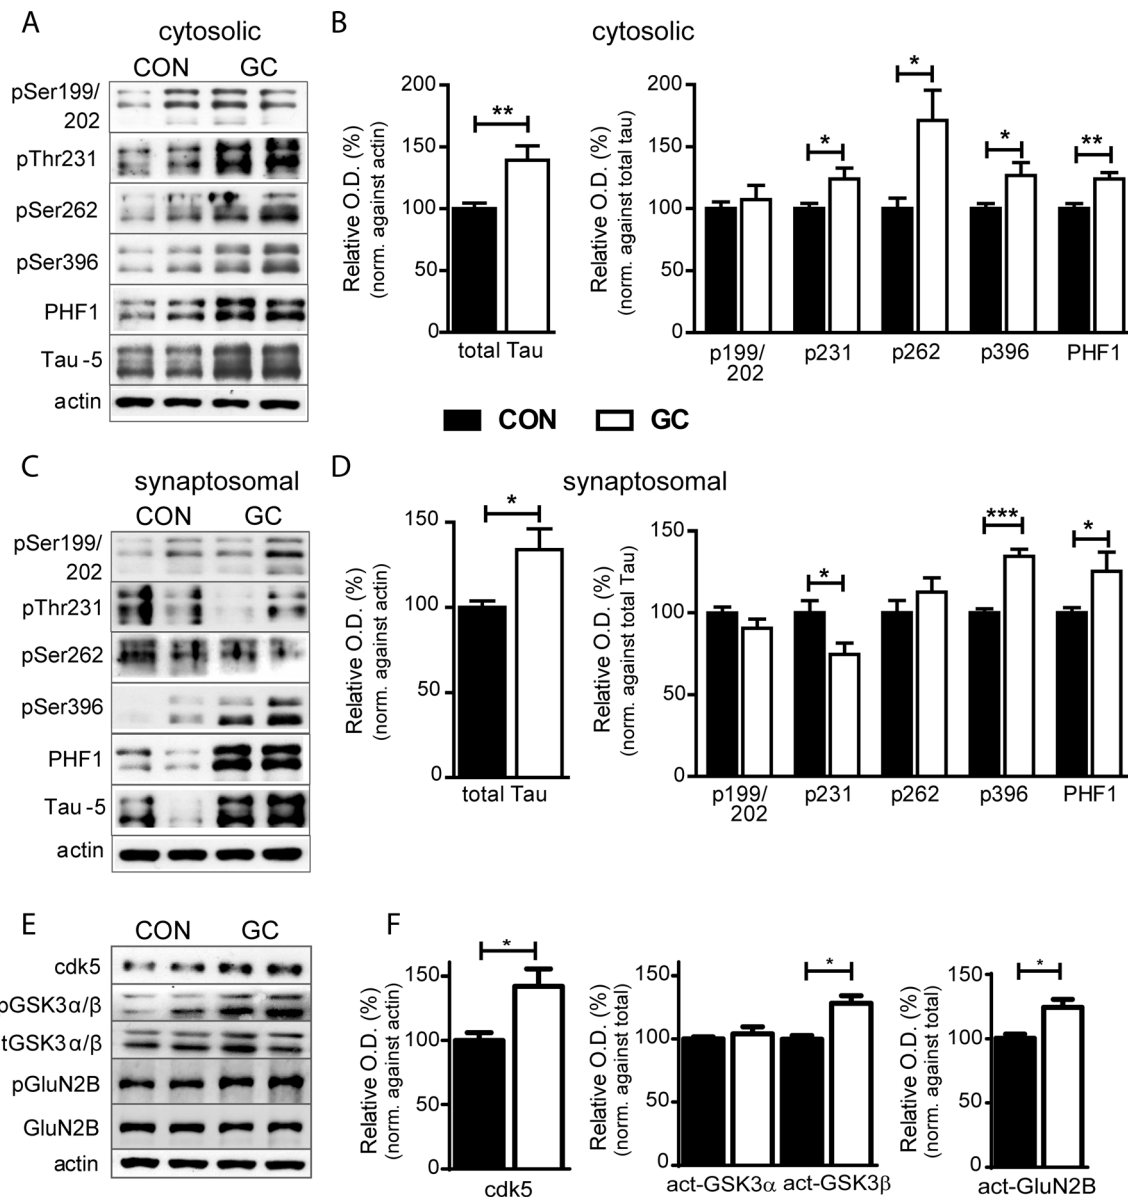 A
cytosolic
CON GC
pSer199/
202
pThr231
pSer262
pSer396
PHF1
Tau-5
actin
B
cytosolic
Relative O.D. (%)
(norm. against actin)
200
150
100
50
0
**
total Tau
Relative O.D. (%)
(norm. against total tau)
200
150
100
50
0
*
*
*
**
p199/
202
p231
p262
p396
PHF1
CON GC
C
synaptosomal
CON GC
pSer199/
202
pThr231
pSer262
pSer396
PHF1
Tau-5
actin
D
synaptosomal
Relative O.D. (%)
(norm. against actin)
150
100
50
0
*
total Tau
Relative O.D. (%)
(norm. against total Tau)
150
100
50
0
*
***
*
p199/
202
p231
p262
p396
PHF1
E
CON GC
cdk5
pGSK3α/β
tGSK3α/β
pGluN2B
GluN2B
actin
F
Relative O.D. (%)
(norm. against actin)
150
100
50
0
*
cdk5
Relative O.D. (%)
(norm. against total)
150
100
50
0
*
act-GSK3α act-GSK3β
Relative O.D. (%)
(norm. against total)
150
100
50
0
*
act-GluN2B